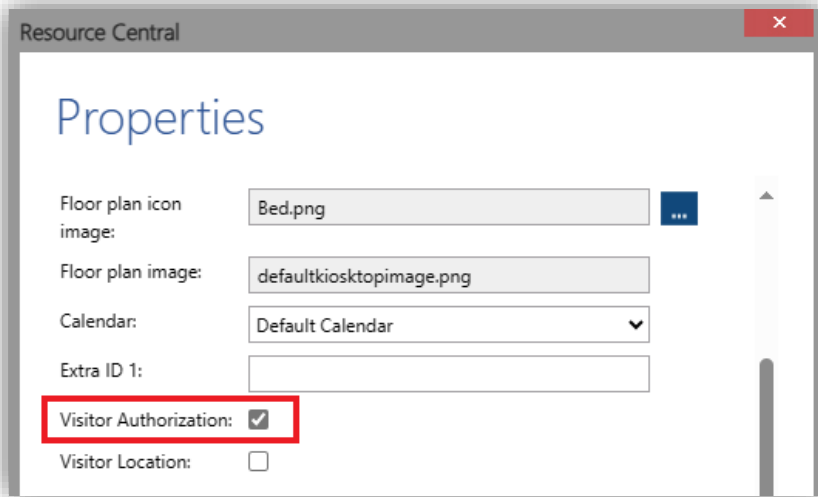 Resource Central
Properties
Floor plan icon
image:
Bed.png
...
Floor plan image:
defaultkiosktopimage.png
Calendar:
Default Calendar
Extra ID 1:
Visitor Authorization:
Visitor Location: